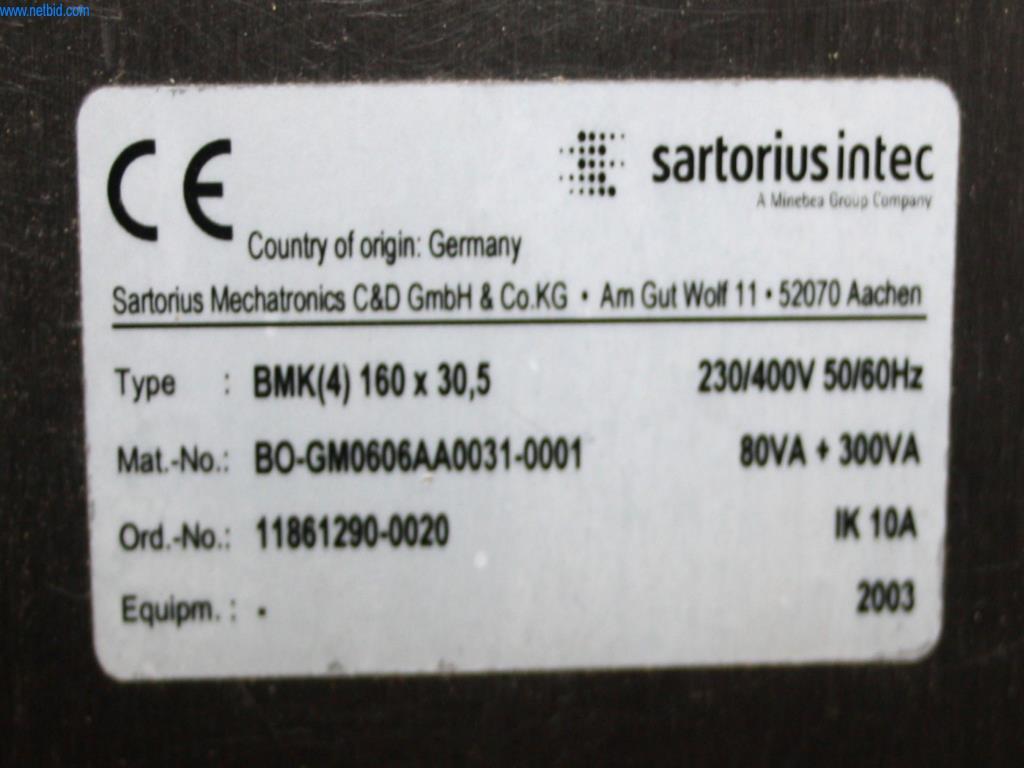 www.netbid.com
CE
sartorius intec
A Minebea Group Company
Country of origin: Germany
Sartorius Mechatronics C&D GmbH & Co.KG • Am Gut Wolf 11 • 52070 Aachen
Type : BMK(4) 160 x 30,5 230/400V 50/60Hz
Mat.-No.: BO-GM0606AA0031-0001 80VA + 300VA
Ord.-No.: 11861290-0020 IK 10A
Equipm. : - 2003